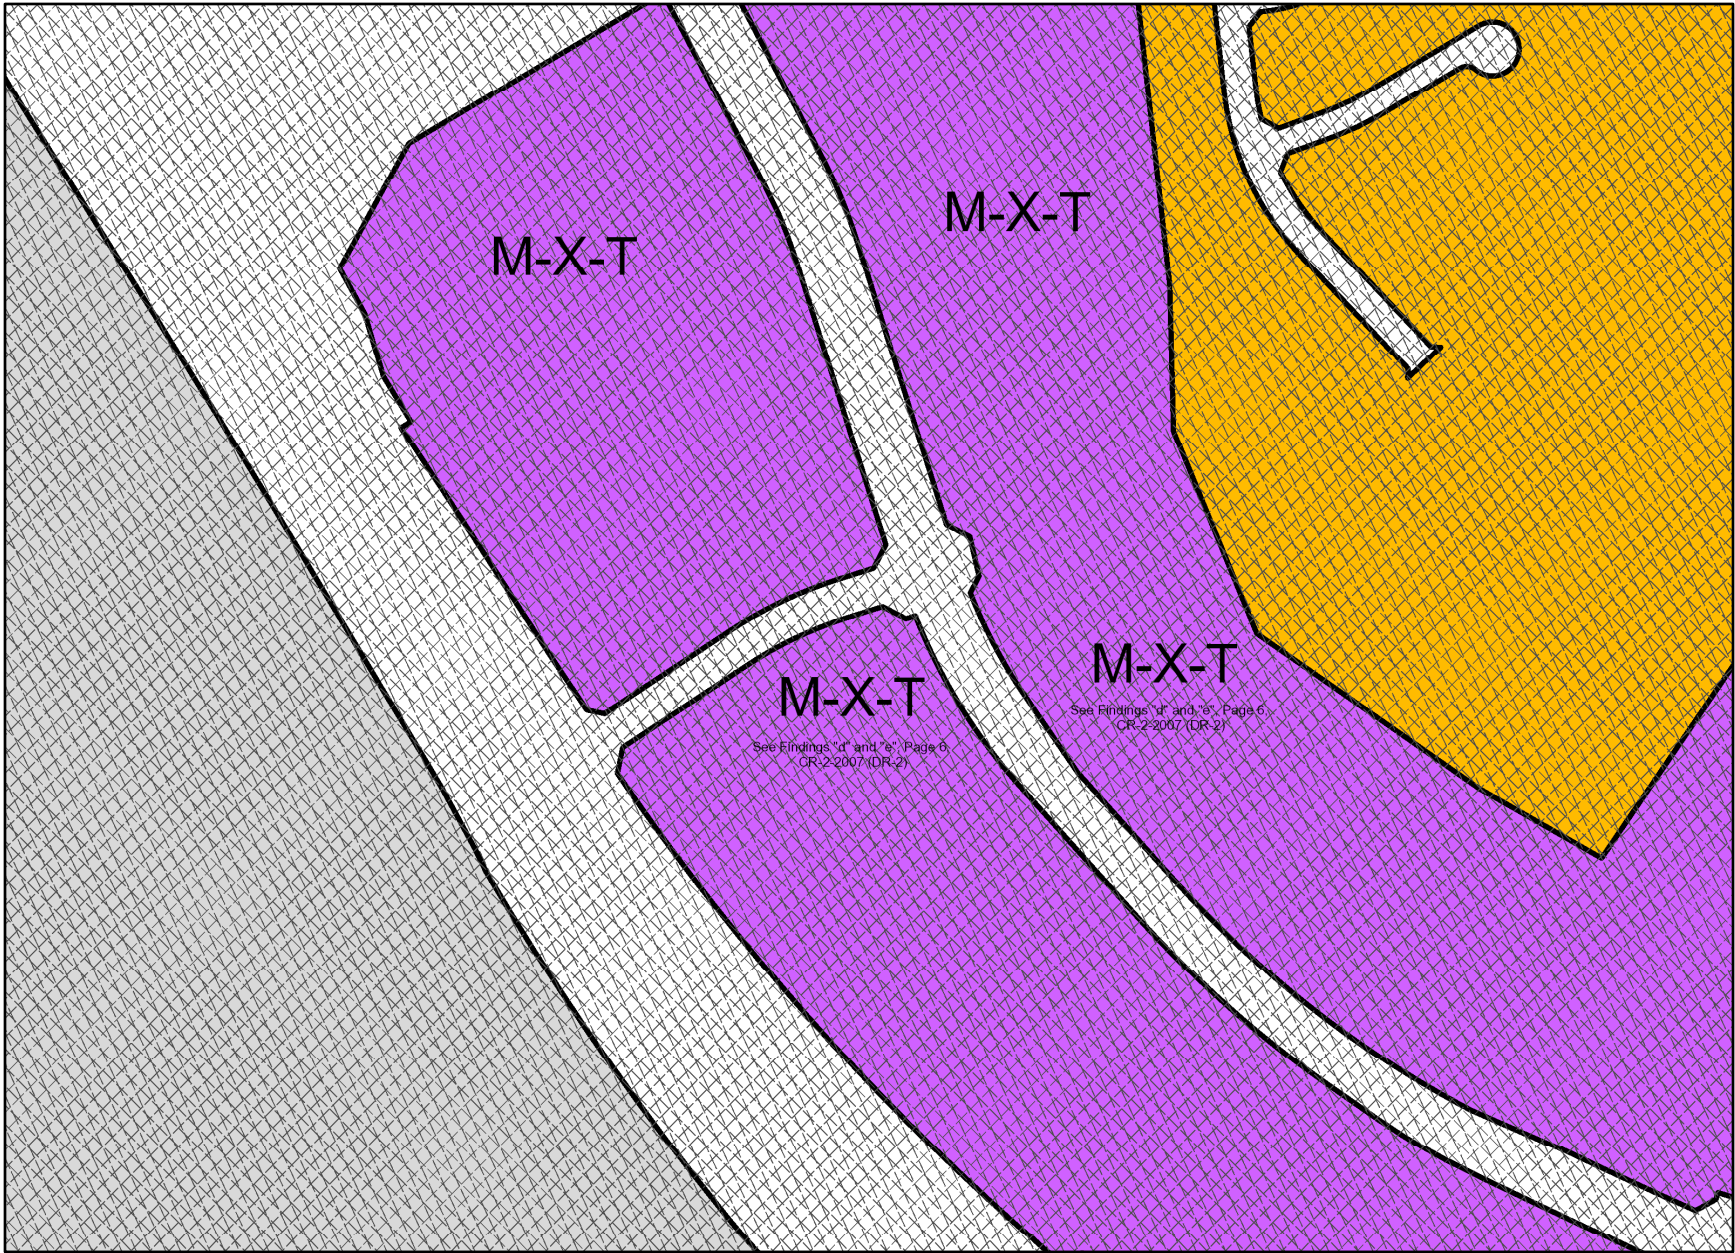 M-X-T
M-X-T
M-X-T
See Findings "d" and "e", Page 6,
CR-2-2007 (DR-2)
M-X-T
See Findings "d" and "e", Page 6,
CR-2-2007 (DR-2)